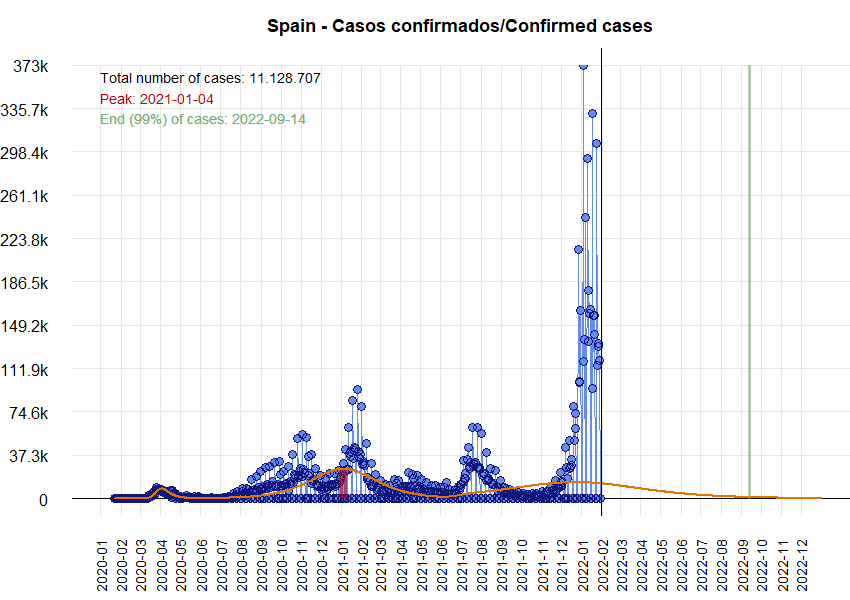 Spain - Casos confirmados/Confirmed cases
373k
335.7k
298.4k
261.1k
223.8k
186.5k
149.2k
111.9k
74.6k
37.3k
0
Total number of cases: 11.128.707
Peak: 2021-01-04
End (99%) of cases: 2022-09-14
2020-01
2020-02
2020-03
2020-04
2020-05
2020-06
2020-07
2020-08
2020-09
2020-10
2020-11
2020-12
2021-01
2021-02
2021-03
2021-04
2021-05
2021-06
2021-07
2021-08
2021-09
2021-10
2021-11
2021-12
2022-01
2022-02
2022-03
2022-04
2022-05
2022-06
2022-07
2022-08
2022-09
2022-10
2022-11
2022-12